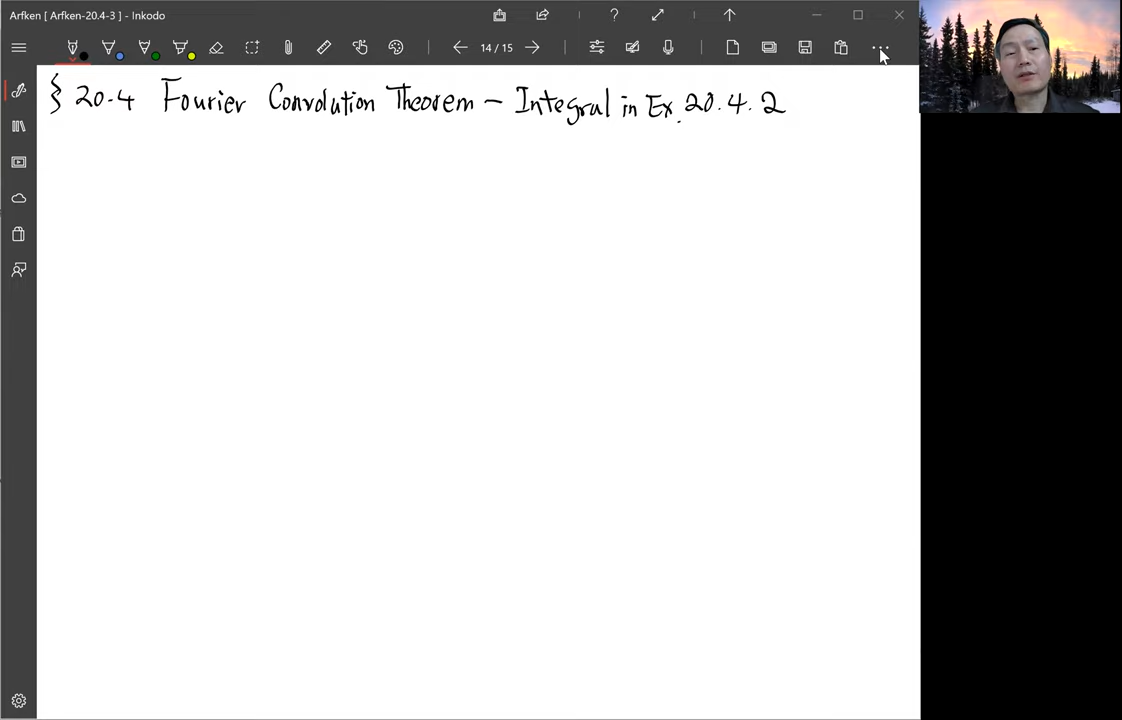 Arfken [ Arfken-20.4-3 ] - Inkodo
14 / 15
§ 20.4 Fourier Convolution Theorem – Integral in Ex. 20.4.2